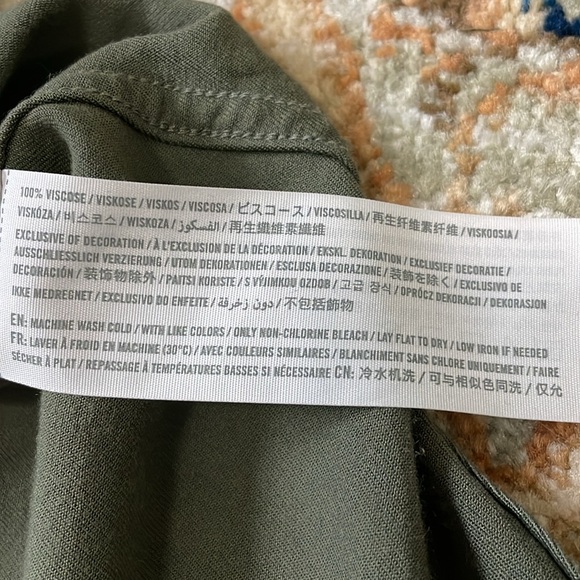 100% VISCOSE / VISKOSE / VISKOS / VISCOSA / ビスコース / VISCOSILLA / 再生纤维素纤维 / VISKOOSIA /
VISKÓZA / 비스코스 / WISKOZA / الفسكوز / 再生纖維素纖維
EXCLUSIVE OF DECORATION / À L'EXCLUSION DE LA DÉCORATION / EKSKL. DEKORATION / EXCLUSIEF DECORATIE /
AUSSCHLIESSLICH VERZIERUNG / UTOM DEKORATIONEN / ESCLUSA DECORAZIONE / 装飾を除く / EXCLUSIVO DE
DECORACIÓN / 装饰物除外 / PAITSI KORISTE / S VÝJIMKOU OZDOB / 고급 장식 / OPRÓCZ DEKORACJI / DEKORASJON
IKKE MEDREGNET / EXCLUSIVO DO ENFEITE / دون زخرفة / 不包括飾物
EN: MACHINE WASH COLD / WITH LIKE COLORS / ONLY NON-CHLORINE BLEACH / LAY FLAT TO DRY / LOW IRON IF NEEDED
FR: LAVER À FROID EN MACHINE (30°C) / AVEC COULEURS SIMILAIRES / BLANCHIMENT SANS CHLORE UNIQUEMENT / FAIRE
SÉCHER À PLAT / REPASSAGE À TEMPÉRATURES BASSES SI NÉCESSAIRE CN: 冷水机洗 / 可与相似色同洗 / 仅允